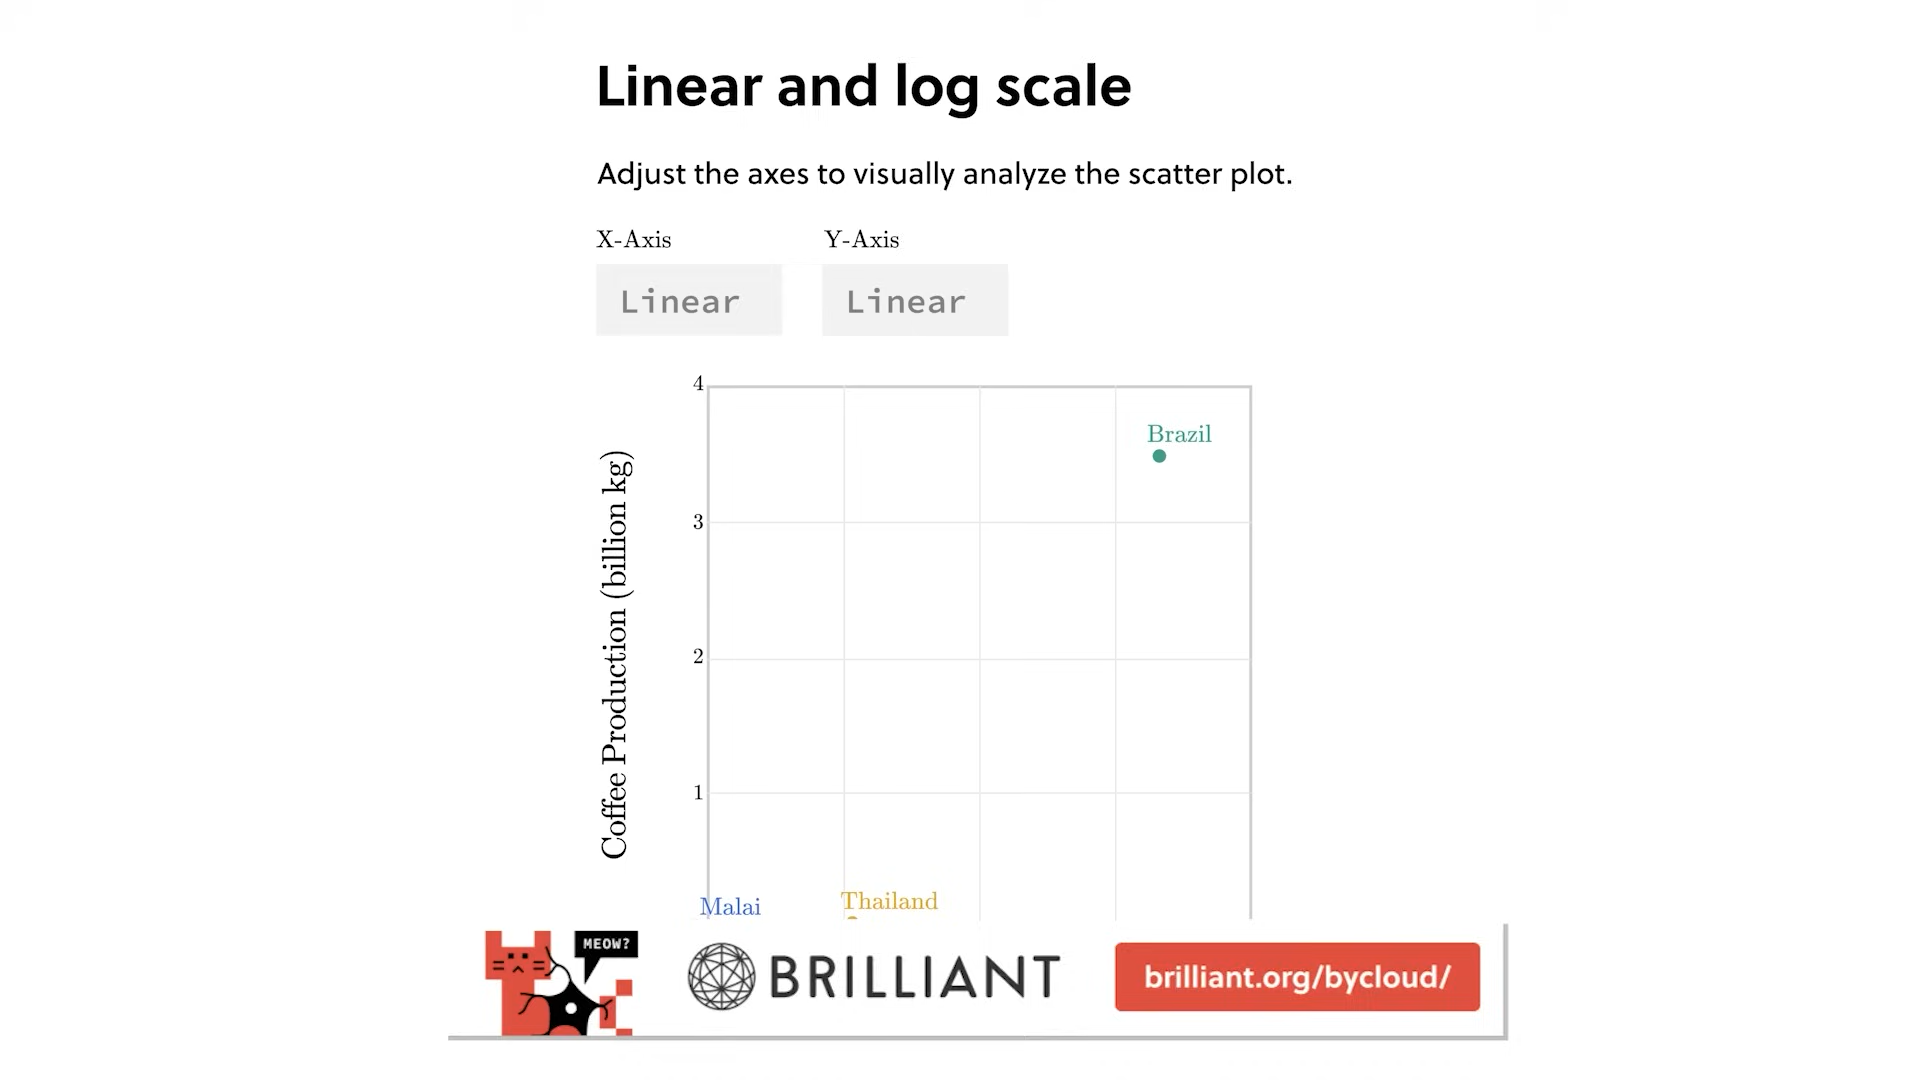 Linear and log scale
Adjust the axes to visually analyze the scatter plot.
X-Axis
Y-Axis
Linear
Linear
4
Brazil
3
Coffee Production (billion kg)
2
1
Malai
Thailand
MEOW?
BRILLIANT
brilliant.org/bycloud/